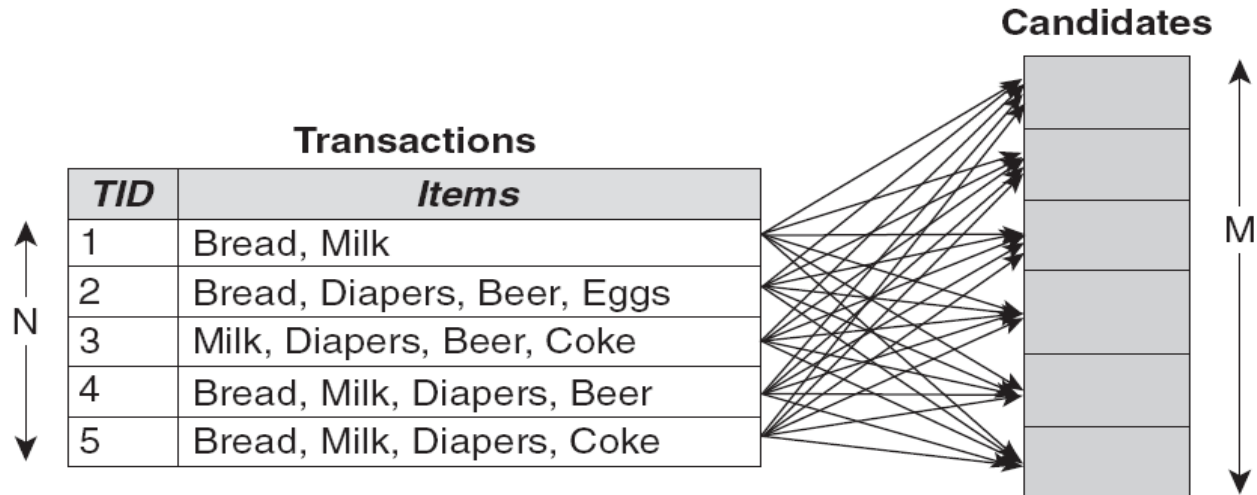 Candidates
Transactions
TID Items
1 Bread, Milk
2 Bread, Diapers, Beer, Eggs
3 Milk, Diapers, Beer, Coke
4 Bread, Milk, Diapers, Beer
5 Bread, Milk, Diapers, Coke
N
M